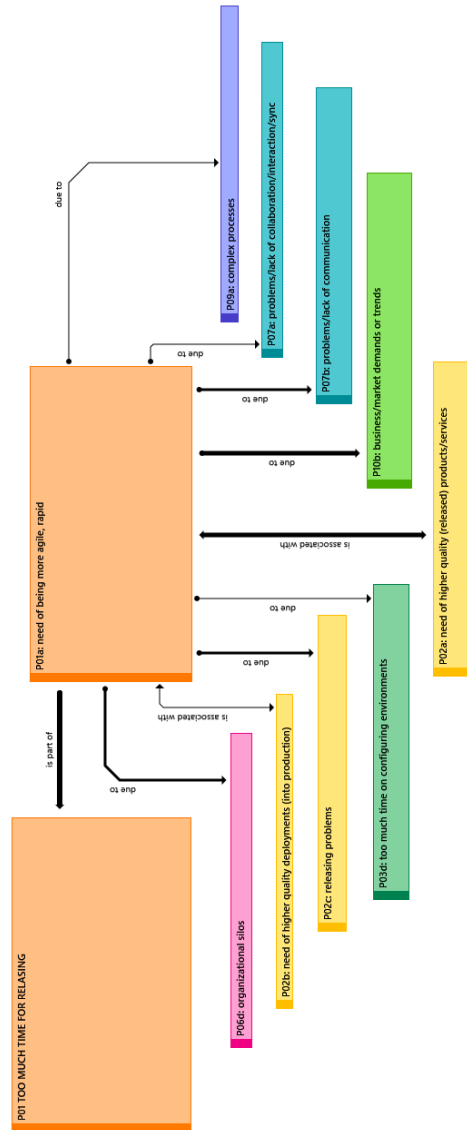 P01 TOO MUCH TIME FOR RELASING
is part of
P01a: need of being more agile, rapid
due to
P09a: complex processes
due to
P07a: problems/lack of collaboration/interaction/sync
due to
P07b: problems/lack of communication
due to
P10b: business/market demands or trends
is associated with
P02a: need of higher quality (released) products/services
due to
P03d: too much time on configuring environments
due to
P02c: releasing problems
is associated with
P02b: need of higher quality deployments (into production)
due to
P06d: organizational silos